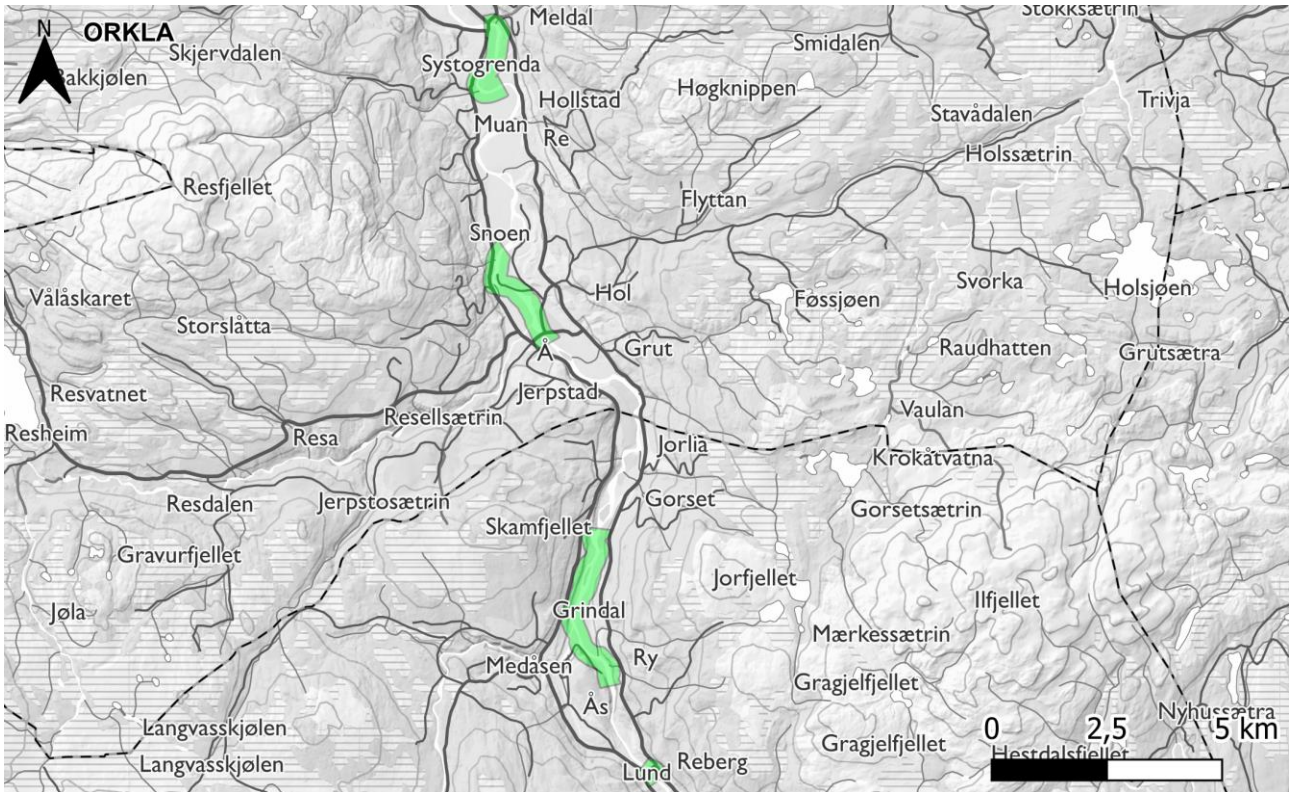 N
ORKLA
Meldal
Stokksætrin
Skjervdalen
Smidalen
Systogrenda
Bakkjølen
Høgknippen
Hollstad
Trivja
Stavådalen
Muan
Re
Holssætrin
Resfjellet
Flyttan
Snoen
Svorka
Holsjøen
Hol
Føssjøen
Vålåskaret
Storslåtta
Å
Grut
Raudhatten
Grutsætra
Resvatnet
Jerpstad
Resellsætrin
Vaulan
Resheim
Resa
Jorlia
Krokåtvatna
Resdalen
Jerpstosætrin
Gorset
Gorsetsætrin
Skamfjellet
Gravurfjellet
Jorfjellet
Ilfjellet
Jøla
Grindal
Mærkessætrin
Medåsen
Ry
Gragjelfjellet
Ås
Nyhussætra
Langvasskjølen
0 2,5 5 km
Gragjelfjellet
Hestdalsfjellet
Langvasskjølen
Lund
Reberg